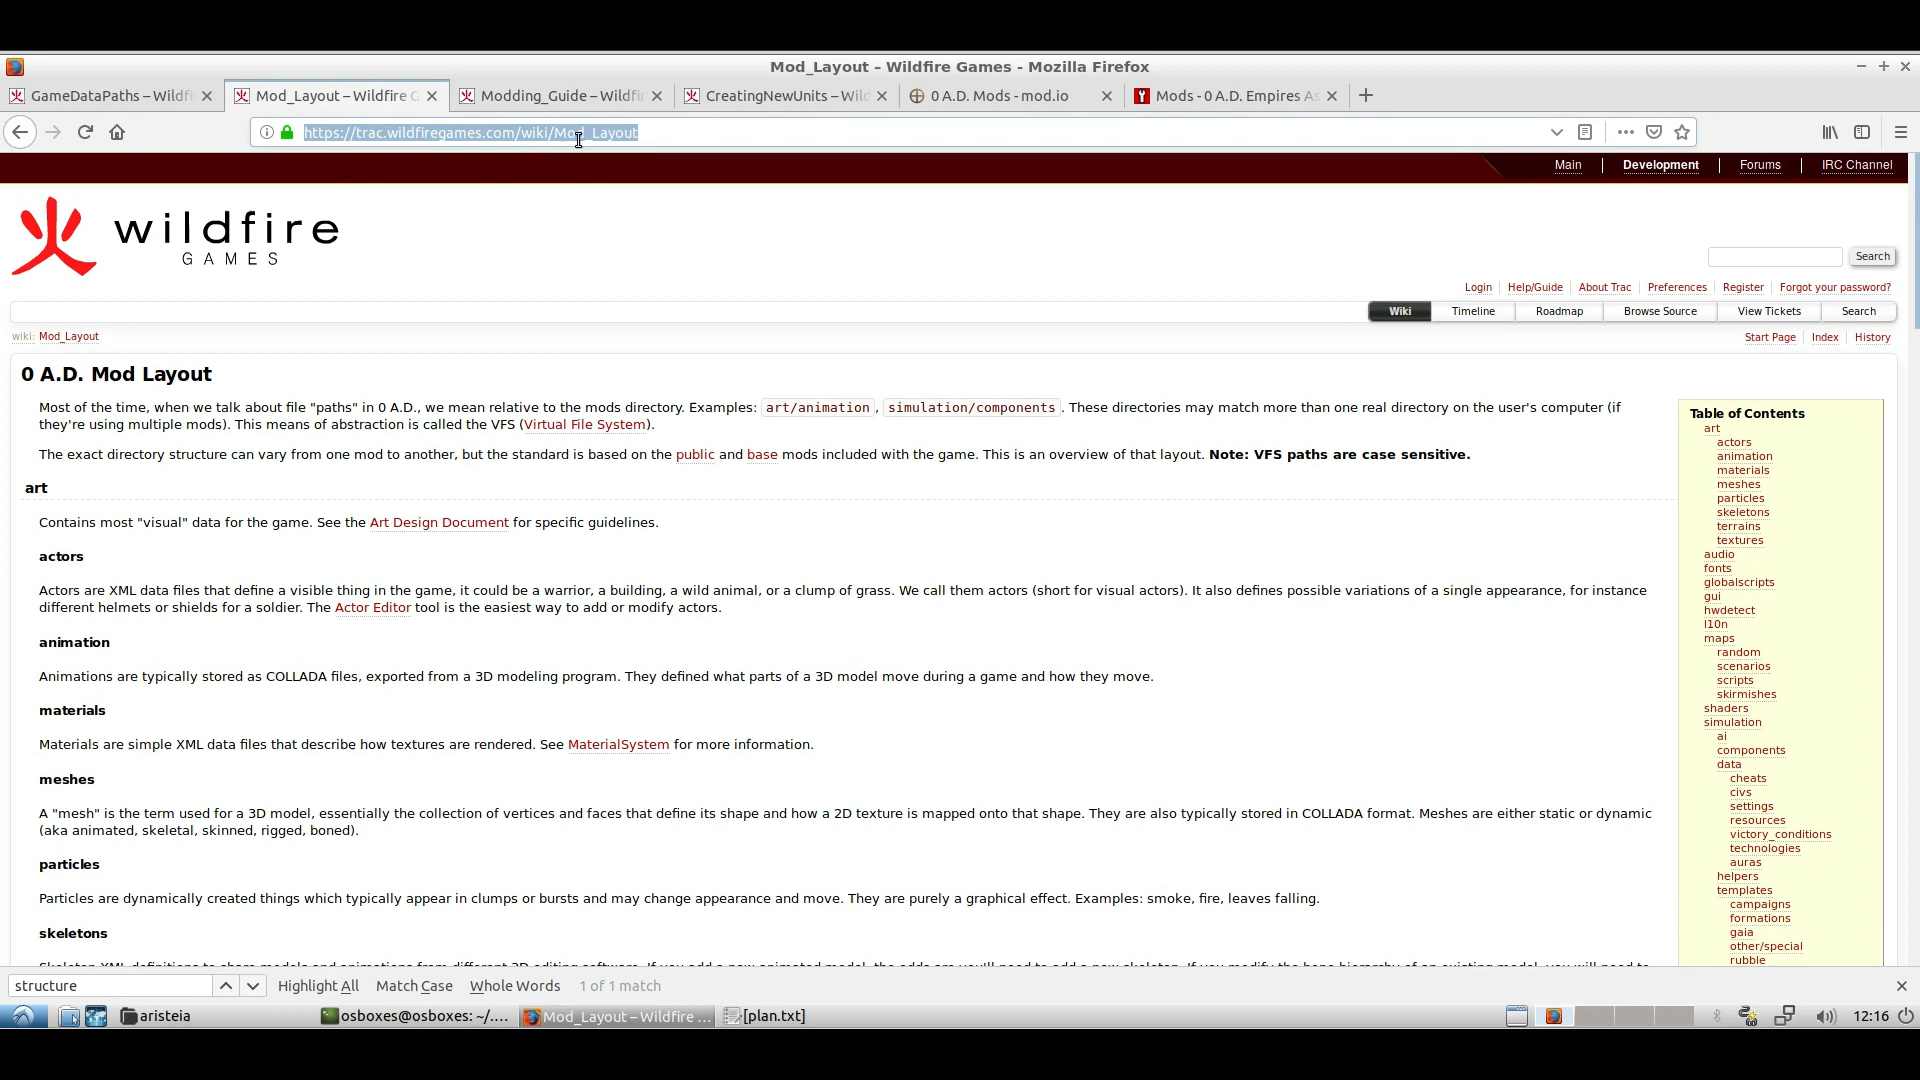 Mod_Layout – Wildfire Games - Mozilla Firefox
GameDataPaths – Wildfi
Mod_Layout – Wildfire G
Modding_Guide – Wildfir
CreatingNewUnits – Wild
0 A.D. Mods - mod.io
Mods - 0 A.D. Empires As
https://trac.wildfiregames.com/wiki/Mod_Layout
Main
Development
Forums
IRC Channel
火 wildfire
GAMES
Search
Login
Help/Guide
About Trac
Preferences
Register
Forgot your password?
Wiki
Timeline
Roadmap
Browse Source
View Tickets
Search
wiki: Mod_Layout
Start Page
Index
History
0 A.D. Mod Layout
Most of the time, when we talk about file "paths" in 0 A.D., we mean relative to the mods directory. Examples: art/animation , simulation/components . These directories may match more than one real directory on the user's computer (if
they're using multiple mods). This means of abstraction is called the VFS (Virtual File System).
The exact directory structure can vary from one mod to another, but the standard is based on the public and base mods included with the game. This is an overview of that layout. Note: VFS paths are case sensitive.
art
Contains most "visual" data for the game. See the Art Design Document for specific guidelines.
actors
Actors are XML data files that define a visible thing in the game, it could be a warrior, a building, a wild animal, or a clump of grass. We call them actors (short for visual actors). It also defines possible variations of a single appearance, for instance
different helmets or shields for a soldier. The Actor Editor tool is the easiest way to add or modify actors.
animation
Animations are typically stored as COLLADA files, exported from a 3D modeling program. They defined what parts of a 3D model move during a game and how they move.
materials
Materials are simple XML data files that describe how textures are rendered. See MaterialSystem for more information.
meshes
A "mesh" is the term used for a 3D model, essentially the collection of vertices and faces that define its shape and how a 2D texture is mapped onto that shape. They are also typically stored in COLLADA format. Meshes are either static or dynamic
(aka animated, skeletal, skinned, rigged, boned).
particles
Particles are dynamically created things which typically appear in clumps or bursts and may change appearance and move. They are purely a graphical effect. Examples: smoke, fire, leaves falling.
skeletons
Table of Contents
art
actors
animation
materials
meshes
particles
skeletons
terrains
textures
audio
fonts
globalscripts
gui
hwdetect
l10n
maps
random
scenarios
scripts
skirmishes
shaders
simulation
ai
components
data
cheats
civs
settings
resources
victory_conditions
technologies
auras
helpers
templates
campaigns
formations
gaia
other/special
rubble
structure
Highlight All
Match Case
Whole Words
1 of 1 match
aristeia
osboxes@osboxes: ~/....
Mod_Layout – Wildfire ...
[plan.txt]
12:16